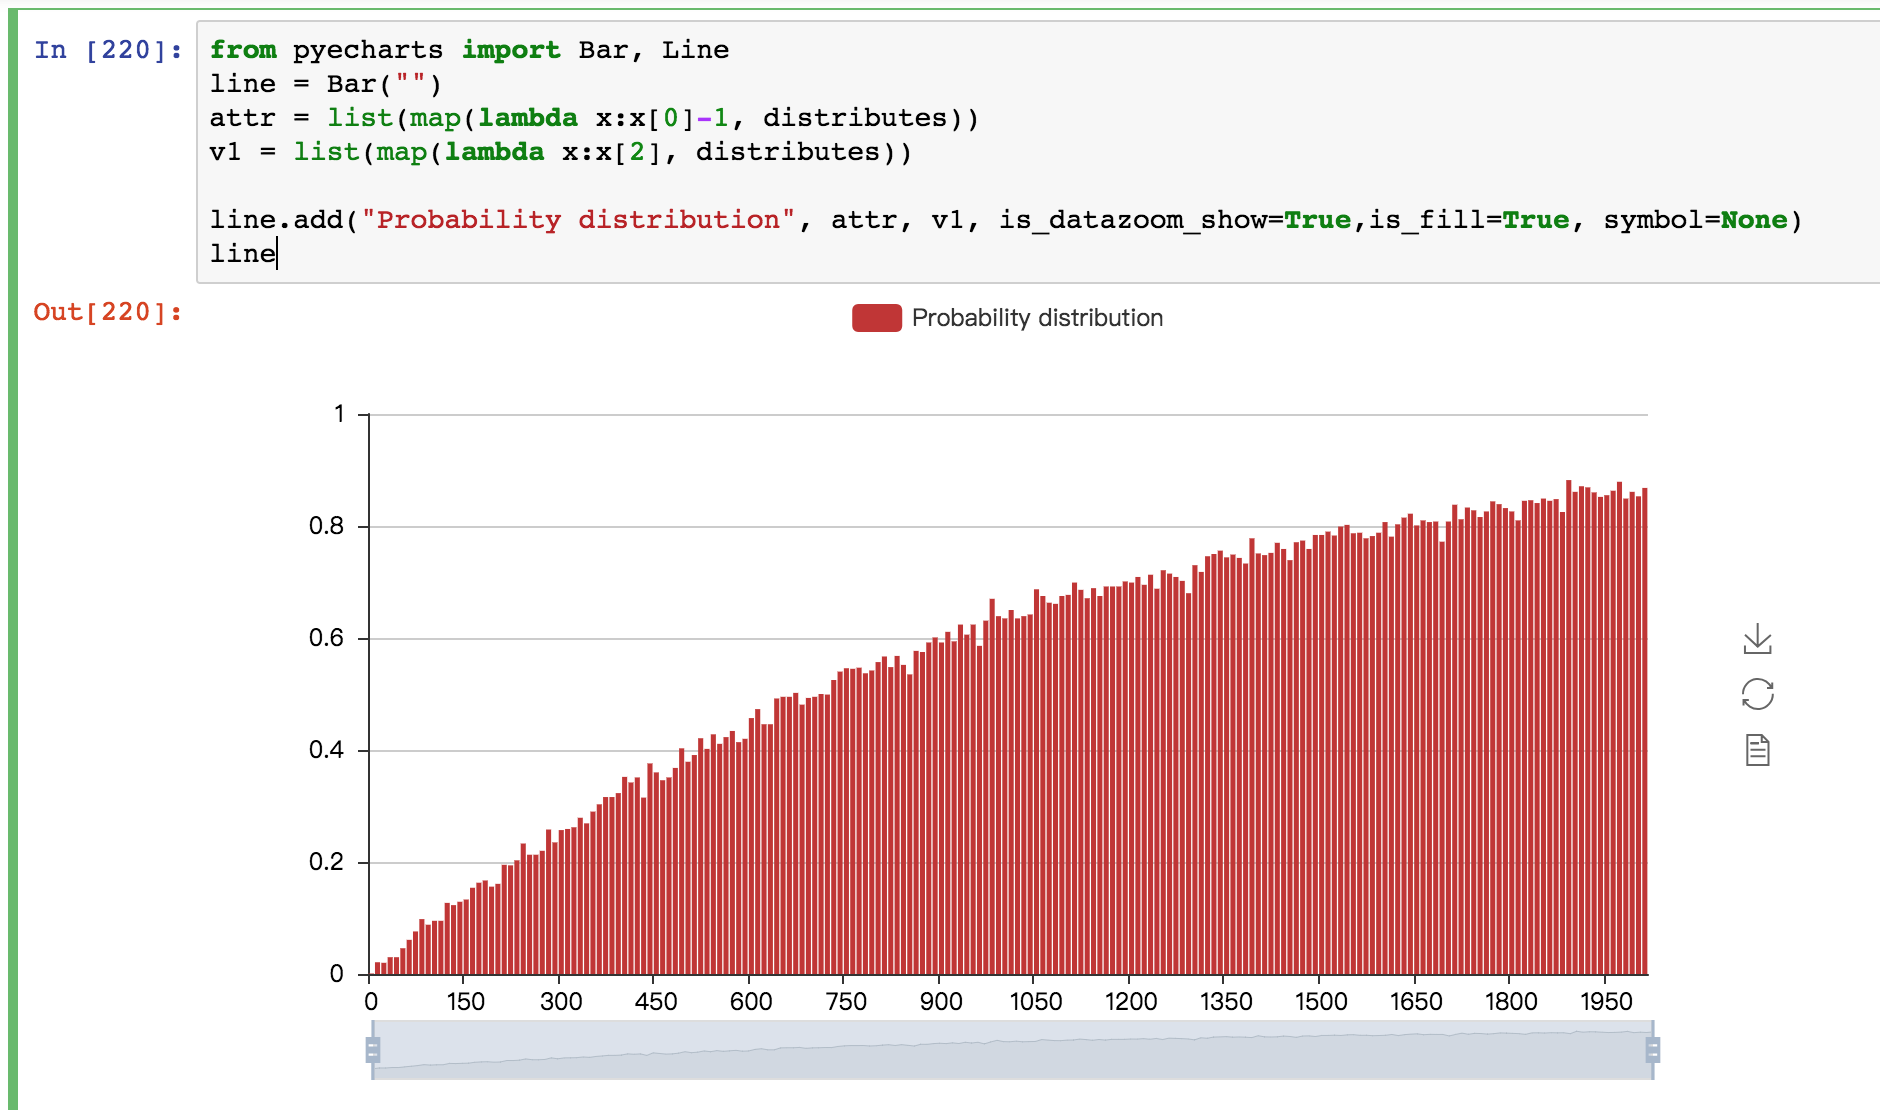 In [220]:
from pyecharts import Bar, Line
line = Bar("")
attr = list(map(lambda x:x[0]-1, distributes))
v1 = list(map(lambda x:x[2], distributes))
line.add("Probability distribution", attr, v1, is_datazoom_show=True,is_fill=True, symbol=None)
line
Out[220]:
Probability distribution
1
0.8
0.6
0.4
0.2
0
0 150 300 450 600 750 900 1050 1200 1350 1500 1650 1800 1950